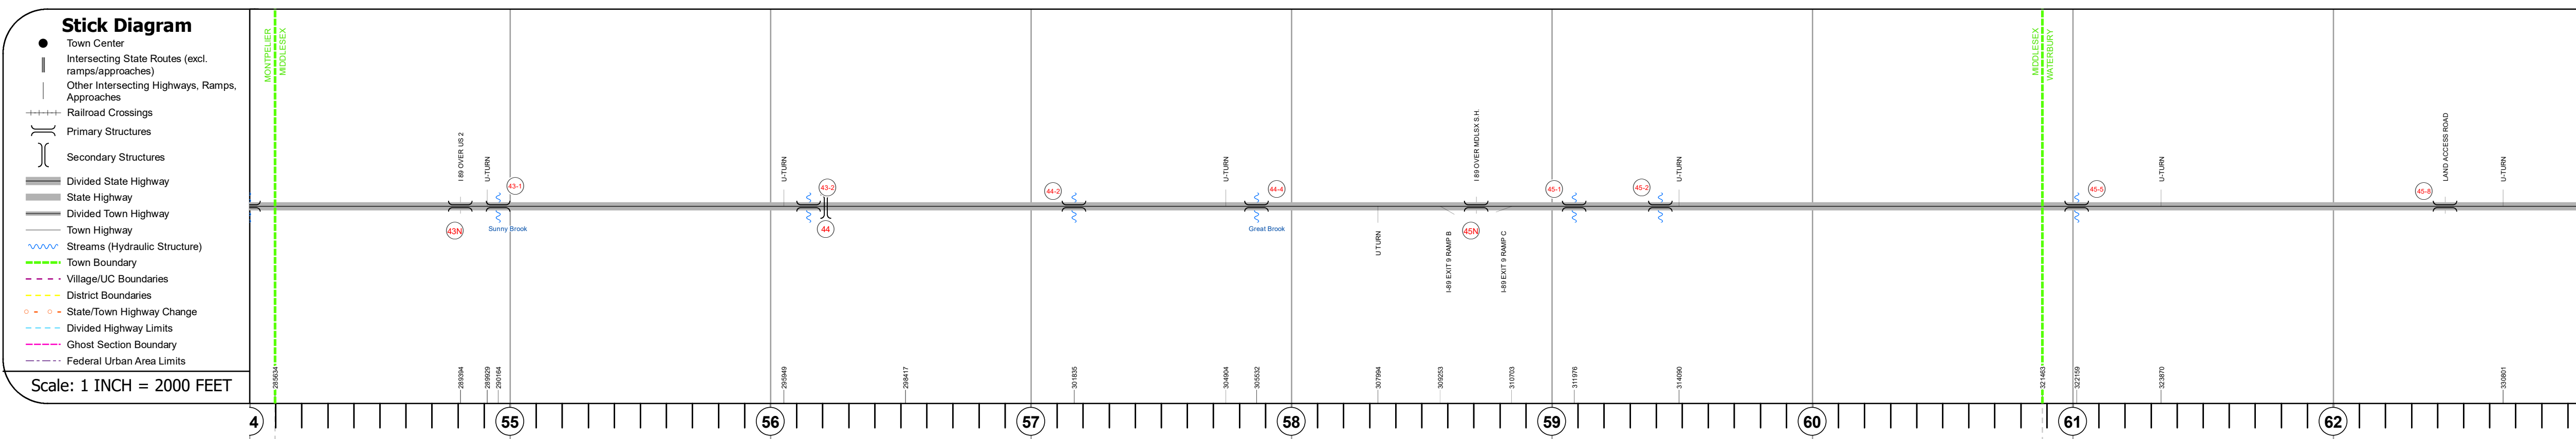 Stick Diagram
Town Center
Intersecting State Routes (excl.
ramps/approaches)
Other Intersecting Highways, Ramps,
Approaches
Railroad Crossings
Primary Structures
Secondary Structures
Divided State Highway
State Highway
Divided Town Highway
Town Highway
Streams (Hydraulic Structure)
Town Boundary
Village/UC Boundaries
District Boundaries
State/Town Highway Change
Divided Highway Limits
Ghost Section Boundary
Federal Urban Area Limits
Scale: 1 INCH = 2000 FEET
MONTPELIER
MIDDLESEX
MIDDLESEX
WATERBURY
I 89 OVER US 2
U-TURN
U-TURN
U-TURN
I 89 OVER MDLSX S.H.
U-TURN
U-TURN
LAND ACCESS ROAD
U-TURN
43-1
43-2
44-2
44-4
45-1
45-2
45-5
45-8
43N
Sunny Brook
44
Great Brook
U TURN
I-89 EXIT 9 RAMP B
45N
I-89 EXIT 9 RAMP C
285634
289394
289929
290164
295949
298417
301835
304904
305532
307994
309253
310703
311976
314090
321463
322159
323870
330801
4
55
56
57
58
59
60
61
62